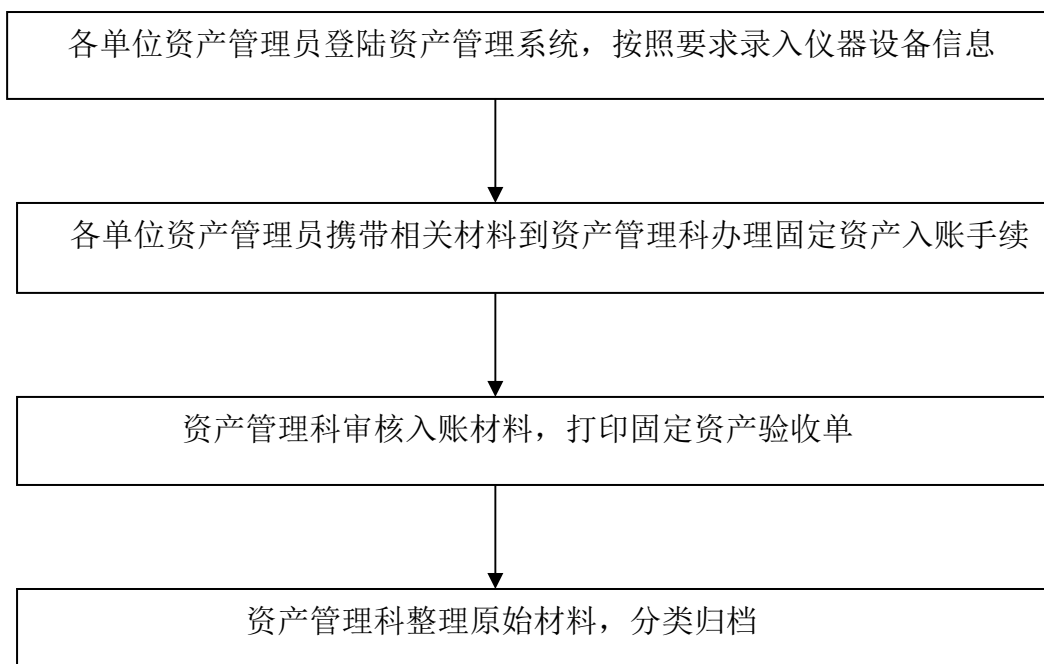 各单位资产管理员登陆资产管理系统，按照要求录入仪器设备信息
各单位资产管理员携带相关材料到资产管理科办理固定资产入账手续
资产管理科审核入账材料，打印固定资产验收单
资产管理科整理原始材料，分类归档